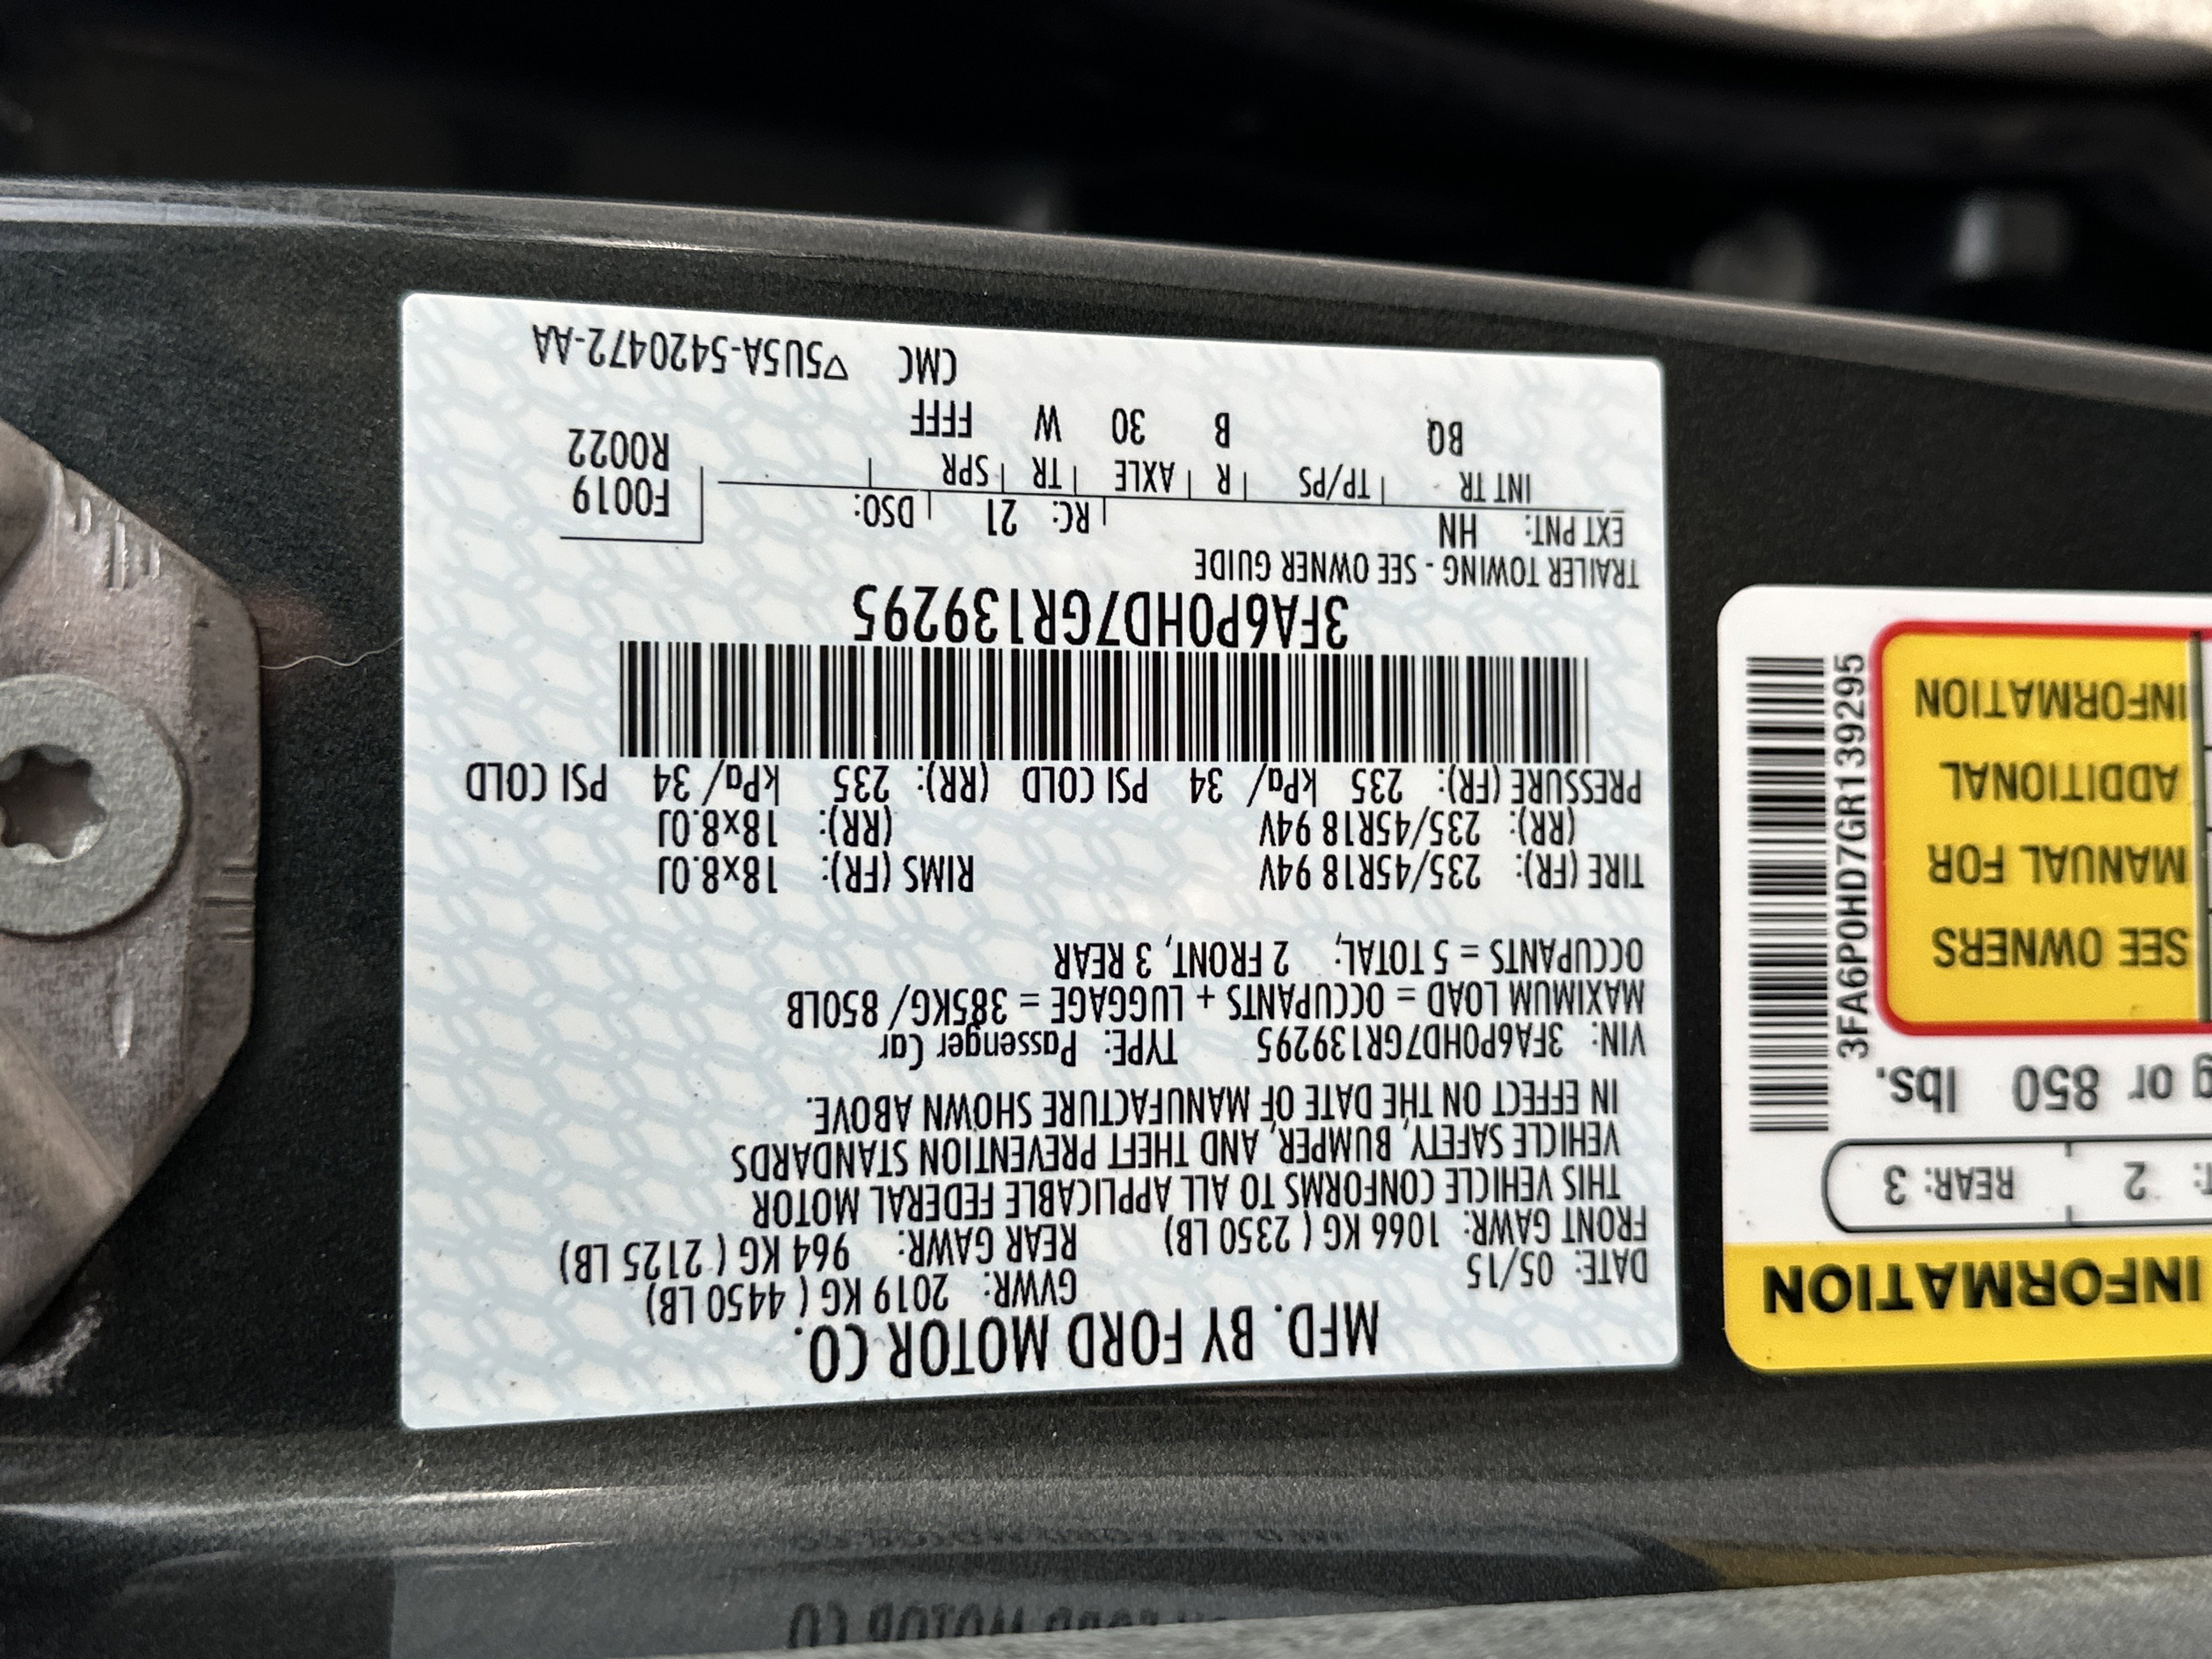 MFD. BY FORD MOTOR CO.
DATE: 05/15 GVWR: 2019 KG ( 4450 LB)
FRONT GAWR: 1066 KG ( 2350 LB) REAR GAWR: 964 KG ( 2125 LB)
THIS VEHICLE CONFORMS TO ALL APPLICABLE FEDERAL MOTOR
VEHICLE SAFETY, BUMPER, AND THEFT PREVENTION STANDARDS
IN EFFECT ON THE DATE OF MANUFACTURE SHOWN ABOVE.
VIN: 3FA6P0HD7GR139295 TYPE: Passenger Car
MAXIMUM LOAD = OCCUPANTS + LUGGAGE = 385KG/ 850LB
OCCUPANTS = 5 TOTAL; 2 FRONT, 3 REAR
TIRE (FR): 235/45R18 94V RIMS (FR): 18x8.0J
(RR): 235/45R18 94V (RR): 18x8.0J
PRESSURE (FR): 235 kPa/ 34 PSI COLD (RR): 235 kPa/ 34 PSI COLD
3FA6P0HD7GR139295
TRAILER TOWING - SEE OWNER GUIDE
EXT PNT: HN RC: 21 DSO: F0019
INT TR TP/PS R AXLE TR SPR R0022
BQ B 30 W FFFF
CMC ▽5U5A-5420472-AA
INFORMATION
2 REAR: 3
g or 850 lbs.
SEE OWNERS
MANUAL FOR
ADDITIONAL
INFORMATION
3FA6P0HD7GR139295